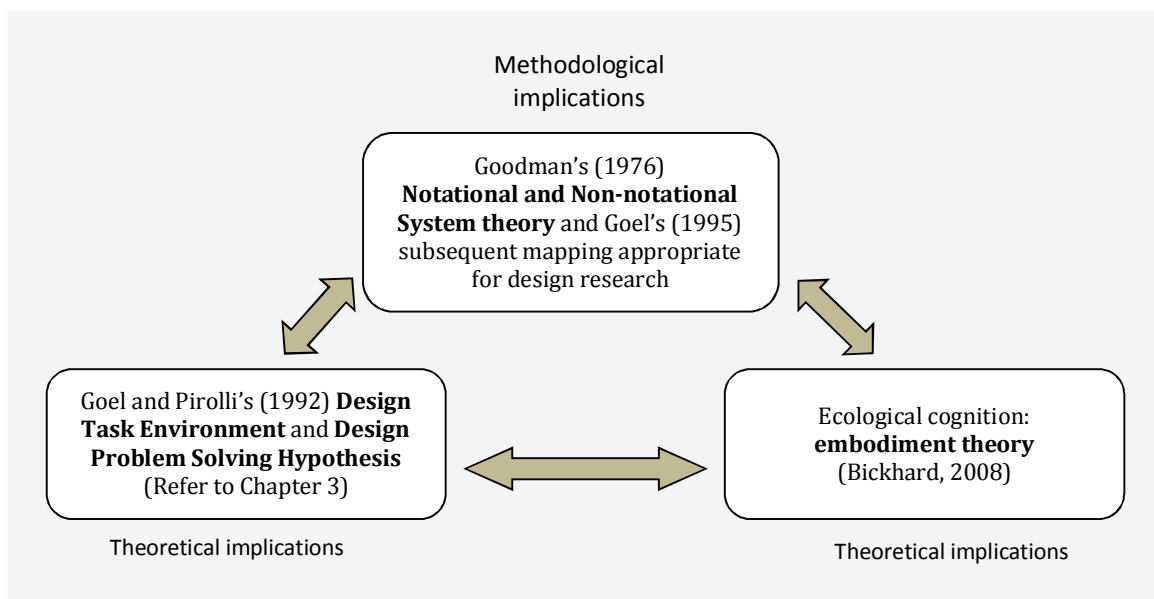 Methodological
implications
Goodman’s (1976)
Notational and Non-notational
System theory and Goel’s (1995)
subsequent mapping appropriate
for design research
Goel and Pirolli’s (1992) Design
Task Environment and Design
Problem Solving Hypothesis
(Refer to Chapter 3)
Ecological cognition:
embodiment theory
(Bickhard, 2008)
Theoretical implications
Theoretical implications